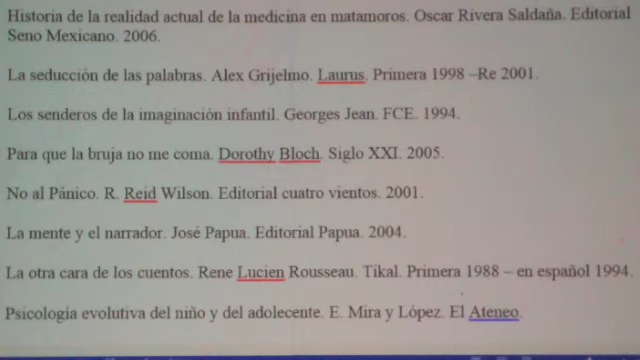 Historia de la realidad actual de la medicina en matamoros. Oscar Rivera Saldaña. Editorial
Seno Mexicano. 2006.
La seducción de las palabras. Alex Grijelmo. Laurus. Primera 1998 –Re 2001.
Los senderos de la imaginación infantil. Georges Jean. FCE. 1994.
Para que la bruja no me coma. Dorothy Bloch. Siglo XXI. 2005.
No al Pánico. R. Reid Wilson. Editorial cuatro vientos. 2001.
La mente y el narrador. José Papua. Editorial Papua. 2004.
La otra cara de los cuentos. Rene Lucien Rousseau. Tikal. Primera 1988 – en español 1994.
Psicología evolutiva del niño y del adolecente. E. Mira y López. El Ateneo.